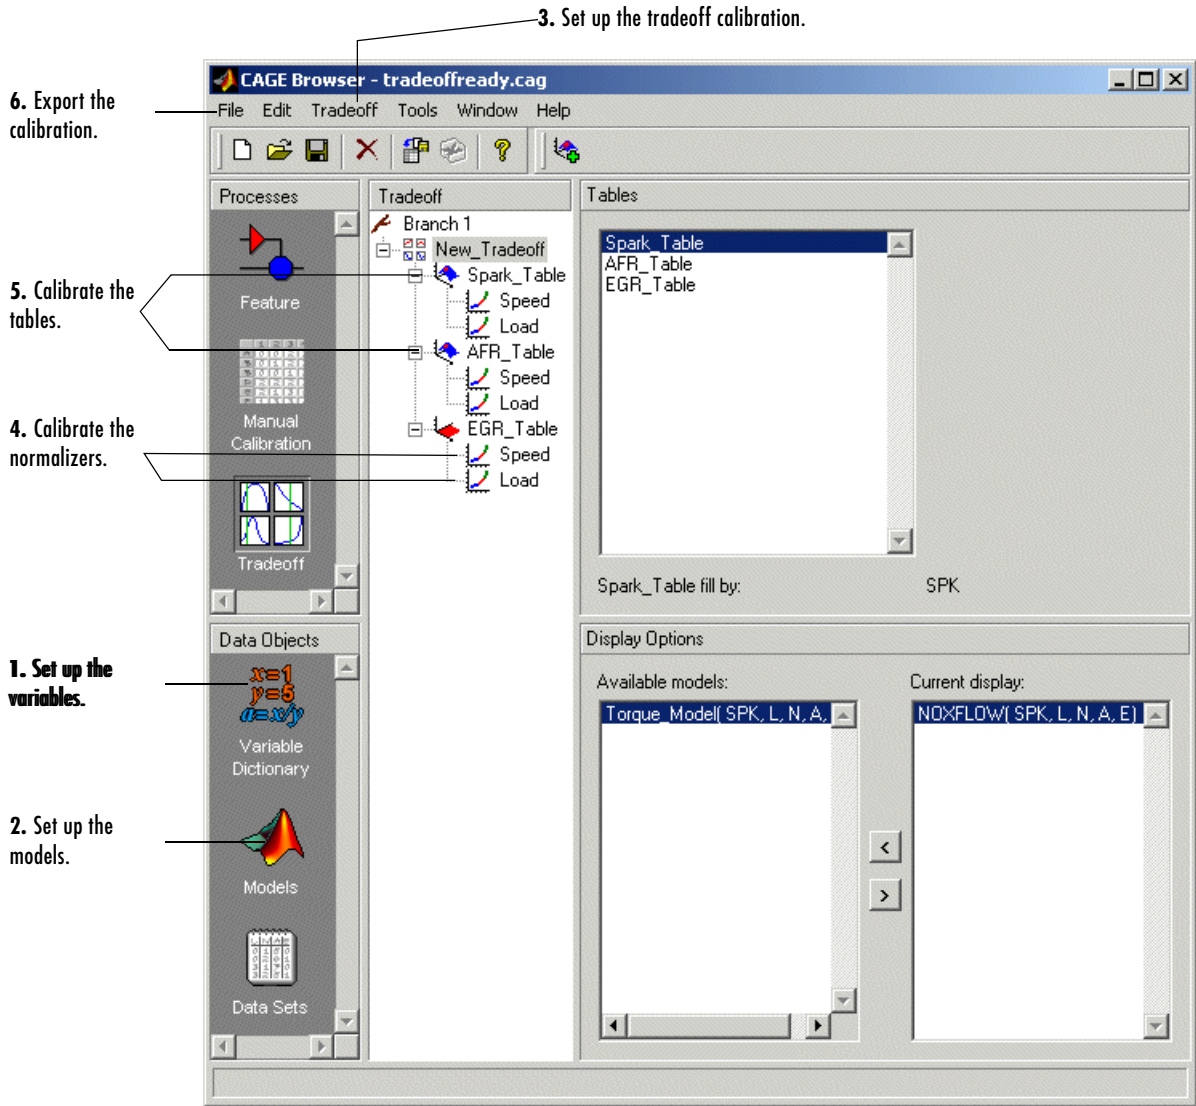 3. Set up the tradeoff calibration.
6. Export the
calibration.
CAGE Browser - tradeoffready.cag
File Edit Tradeoff Tools Window Help
Processes
Feature
Manual
Calibration
Tradeoff
5. Calibrate the
tables.
4. Calibrate the
normalizers.
Tradeoff
Branch 1
New_Tradeoff
Spark_Table
Speed
Load
AFR_Table
Speed
Load
EGR_Table
Speed
Load
Tables
Spark_Table
AFR_Table
EGR_Table
Spark_Table fill by: SPK
1. Set up the
variables.
2. Set up the
models.
Data Objects
x=1
y=5
a=x/y
Variable
Dictionary
Models
Data Sets
Display Options
Available models:
Torque_Model( SPK, L, N, A,
<
>
Current display:
NOXFLOW( SPK, L, N, A, E)